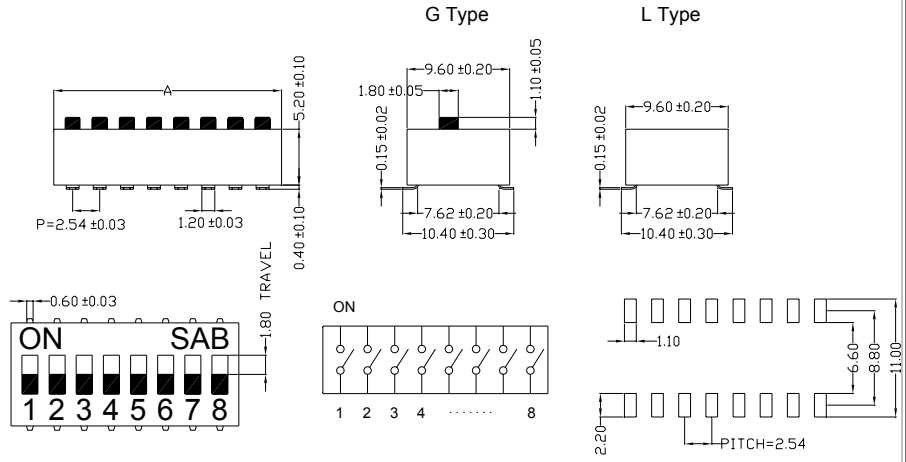 G Type
L Type
A
5.20 ±0.10
P=2.54 ±0.03
1.20 ±0.03
0.40 ±0.10
9.60 ±0.20
1.80 ±0.05
1.10 ±0.05
0.15 ±0.02
7.62 ±0.20
10.40 ±0.30
9.60 ±0.20
0.15 ±0.02
7.62 ±0.20
10.40 ±0.30
0.60 ±0.03
1.80 TRAVEL
ON SAB
1 2 3 4 5 6 7 8
ON
1 2 3 4 ....... 8
1.10
6.60
8.80
11.00
2.20
PITCH=2.54